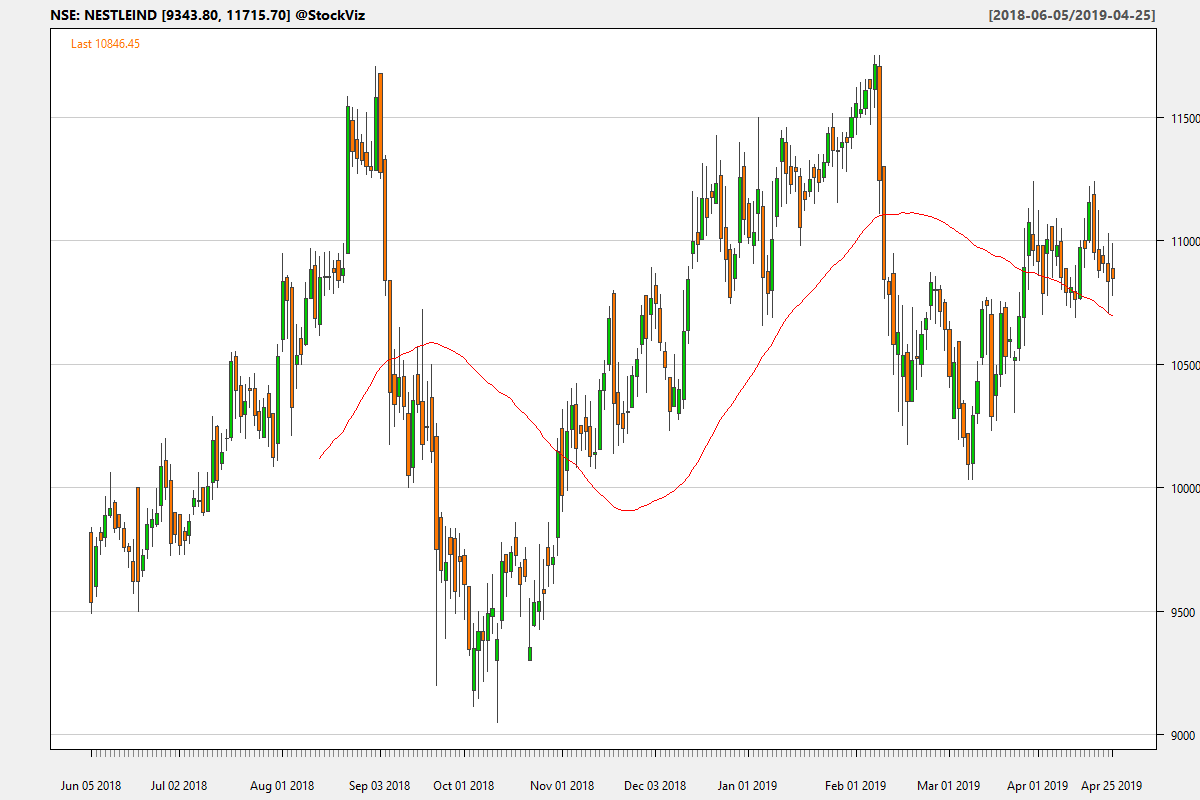 NSE: NESTLEIND [9343.80, 11715.70] @StockViz [2018-06-05/2019-04-25]
Last 10846.45
11500
11000
10500
10000
9500
9000
Jun 05 2018 Jul 02 2018 Aug 01 2018 Sep 03 2018 Oct 01 2018 Nov 01 2018 Dec 03 2018 Jan 01 2019 Feb 01 2019 Mar 01 2019 Apr 01 2019 Apr 25 2019